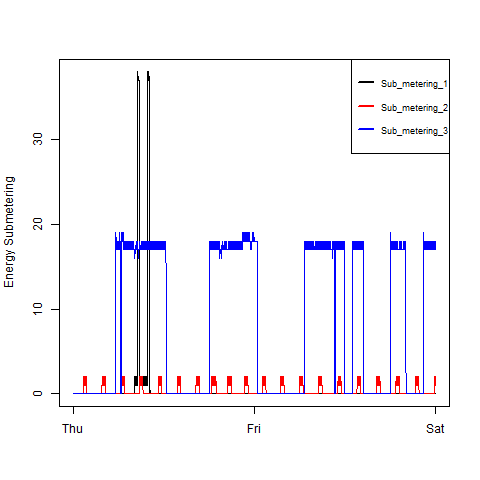 Sub_metering_1
Sub_metering_2
Sub_metering_3
Energy Submetering
30
20
10
0
Thu Fri Sat